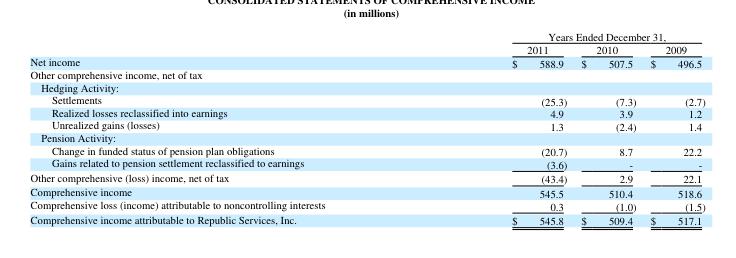 CONSOLIDATED STATEMENTS OF COMPREHENSIVE INCOME
(in millions)
Years Ended December 31,
2011 2010 2009
Net income $ 588.9 $ 507.5 $ 496.5
Other comprehensive income, net of tax
Hedging Activity:
Settlements (25.3) (7.3) (2.7)
Realized losses reclassified into earnings 4.9 3.9 1.2
Unrealized gains (losses) 1.3 (2.4) 1.4
Pension Activity:
Change in funded status of pension plan obligations (20.7) 8.7 22.2
Gains related to pension settlement reclassified to earnings (3.6) - -
Other comprehensive (loss) income, net of tax (43.4) 2.9 22.1
Comprehensive income 545.5 510.4 518.6
Comprehensive loss (income) attributable to noncontrolling interests 0.3 (1.0) (1.5)
Comprehensive income attributable to Republic Services, Inc. $ 545.8 $ 509.4 $ 517.1